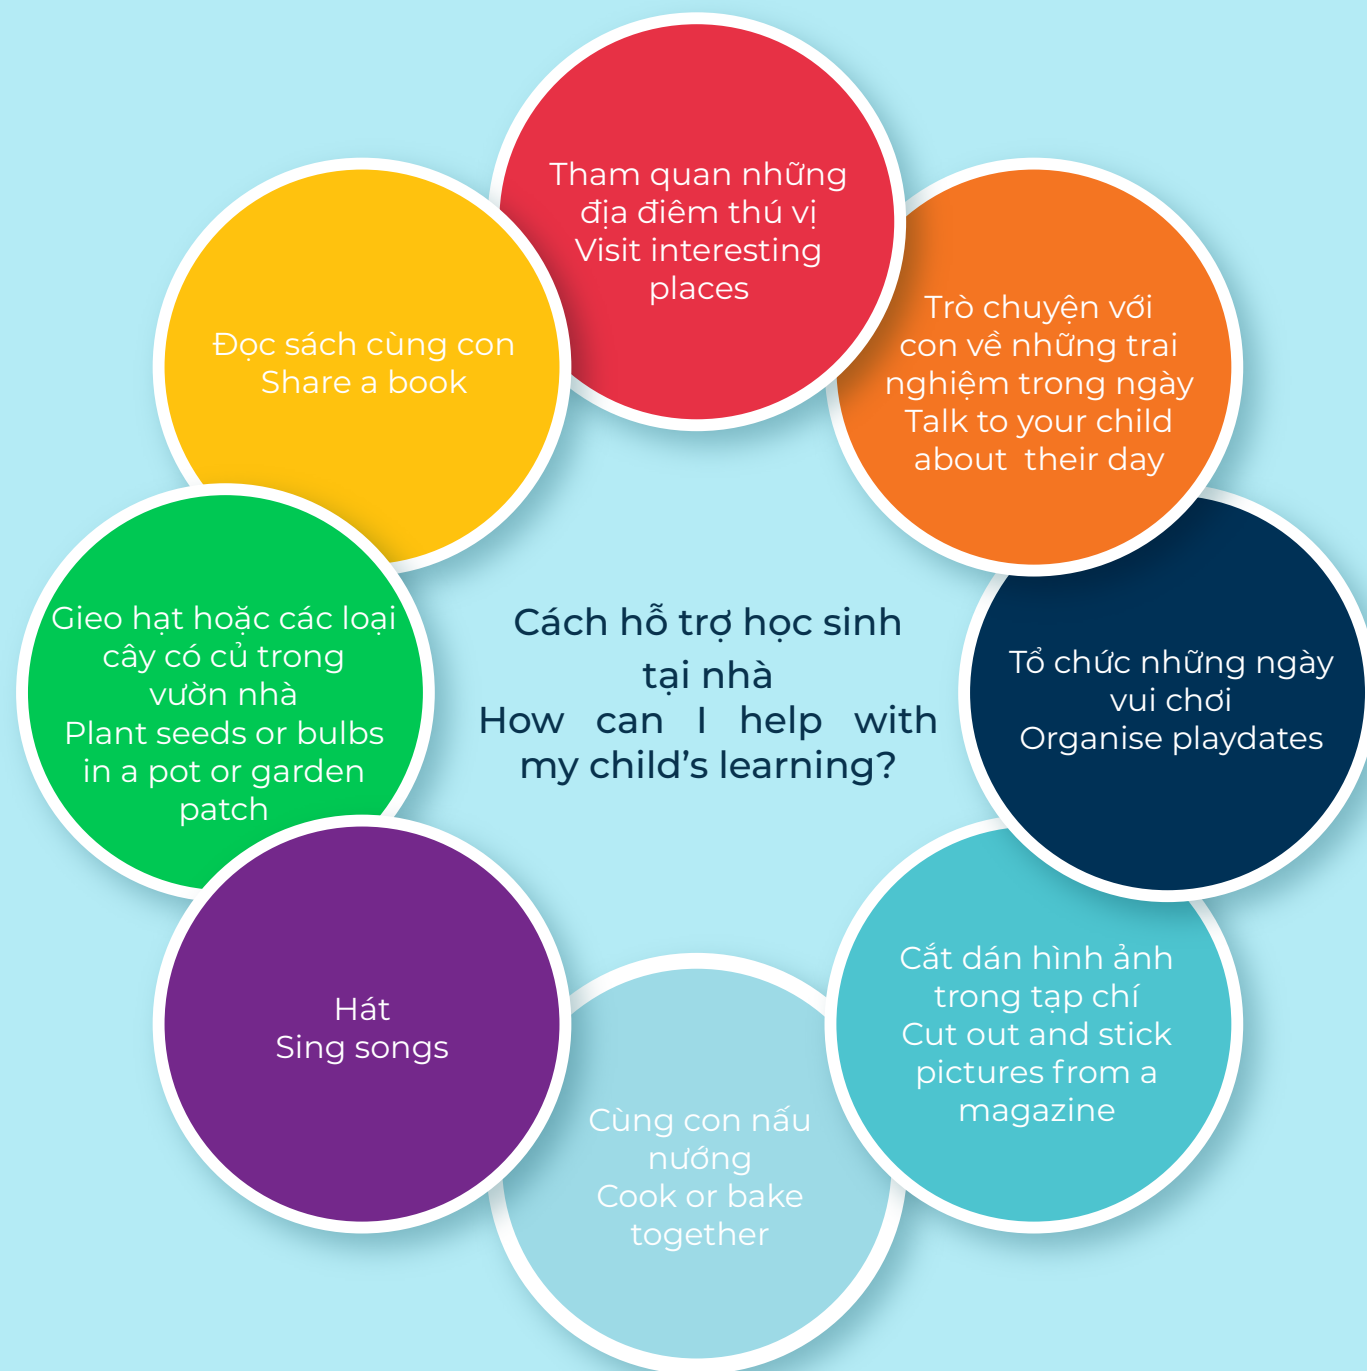 Tham quan những
địa điêm thú vị
Visit interesting
places
Trò chuyện với
con về những trai
nghiệm trong ngày
Talk to your child
about their day
Tổ chức những ngày
vui chơi
Organise playdates
Cắt dán hình ảnh
trong tạp chí
Cut out and stick
pictures from a
magazine
Cùng con nấu
nướng
Cook or bake
together
Hát
Sing songs
Gieo hạt hoặc các loại
cây có củ trong
vườn nhà
Plant seeds or bulbs
in a pot or garden
patch
Đọc sách cùng con
Share a book
Cách hỗ trợ học sinh
tại nhà
How can I help with
my child’s learning?